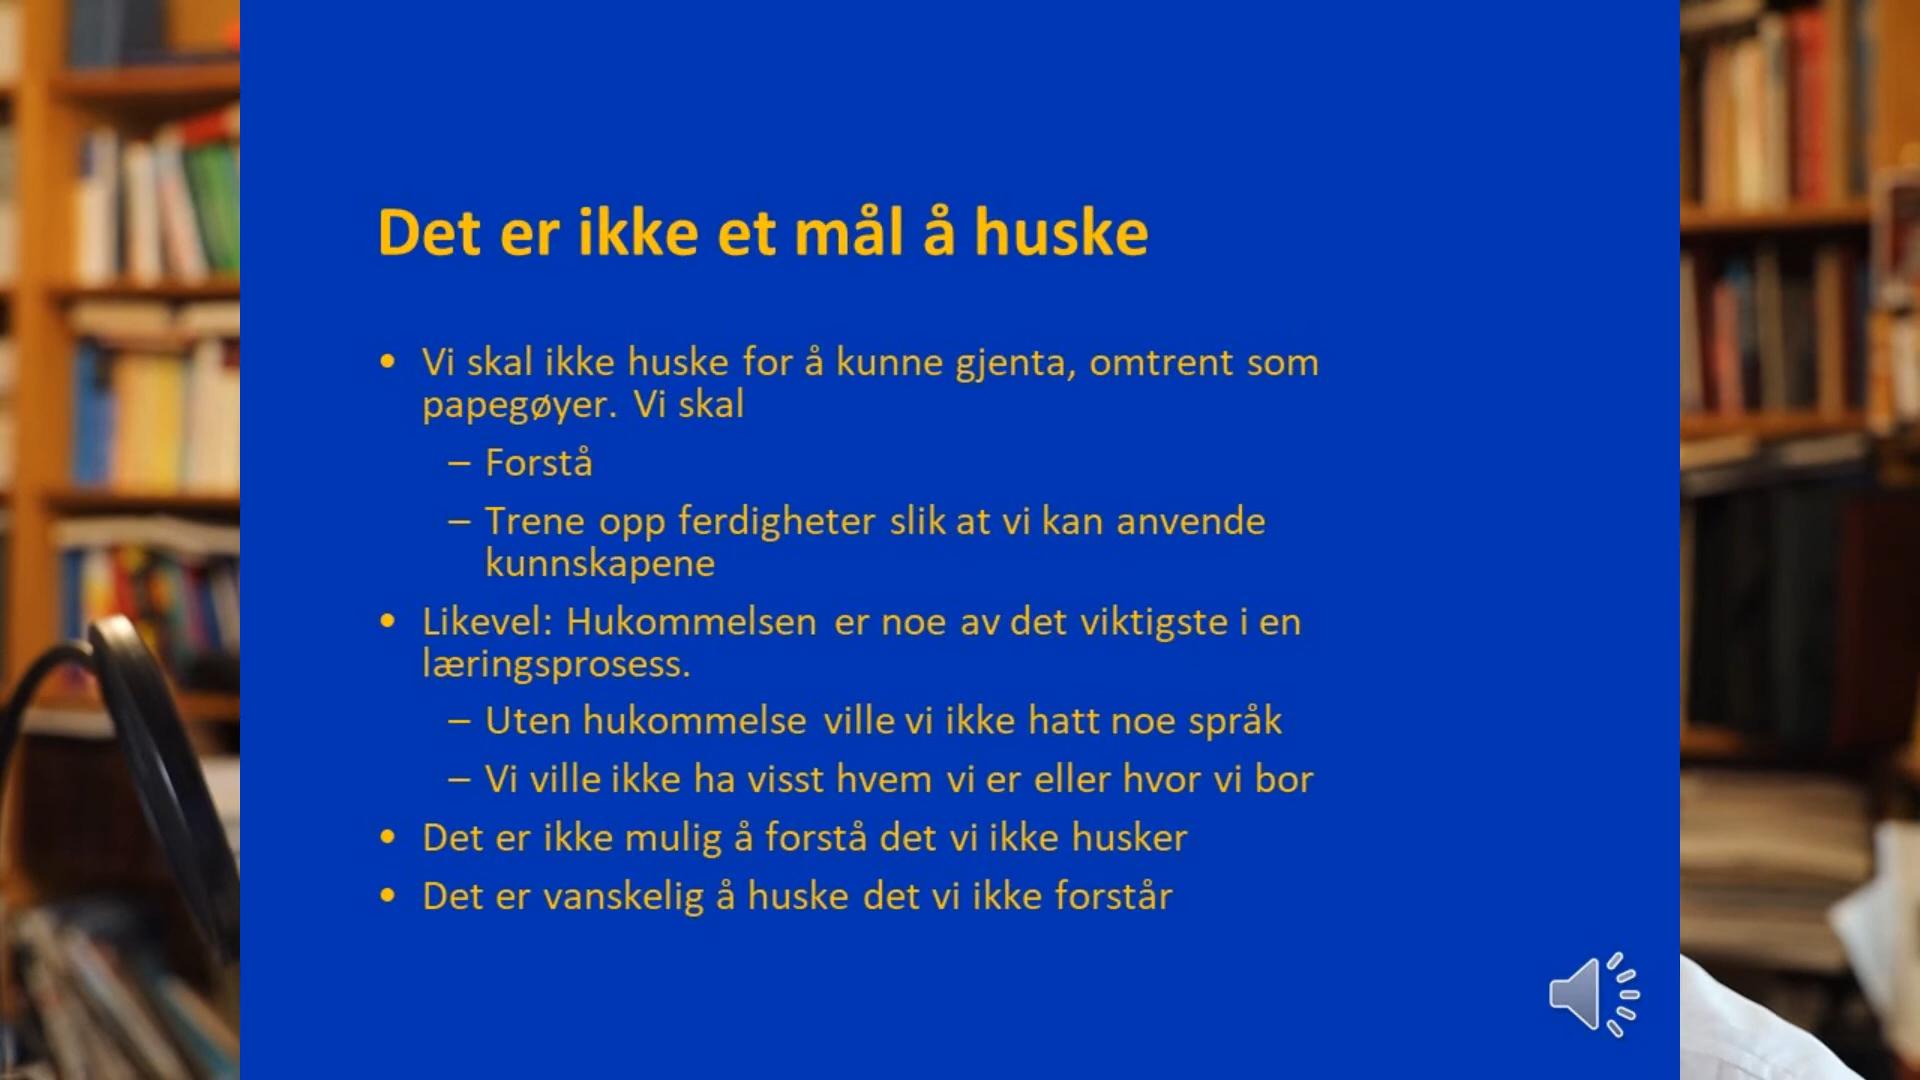 Det er ikke et mål å huske
• Vi skal ikke huske for å kunne gjenta, omtrent som
papegøyer. Vi skal
– Forstå
– Trene opp ferdigheter slik at vi kan anvende
kunnskapene
• Likevel: Hukommelsen er noe av det viktigste i en
læringsprosess.
– Uten hukommelse ville vi ikke hatt noe språk
– Vi ville ikke ha visst hvem vi er eller hvor vi bor
• Det er ikke mulig å forstå det vi ikke husker
• Det er vanskelig å huske det vi ikke forstår